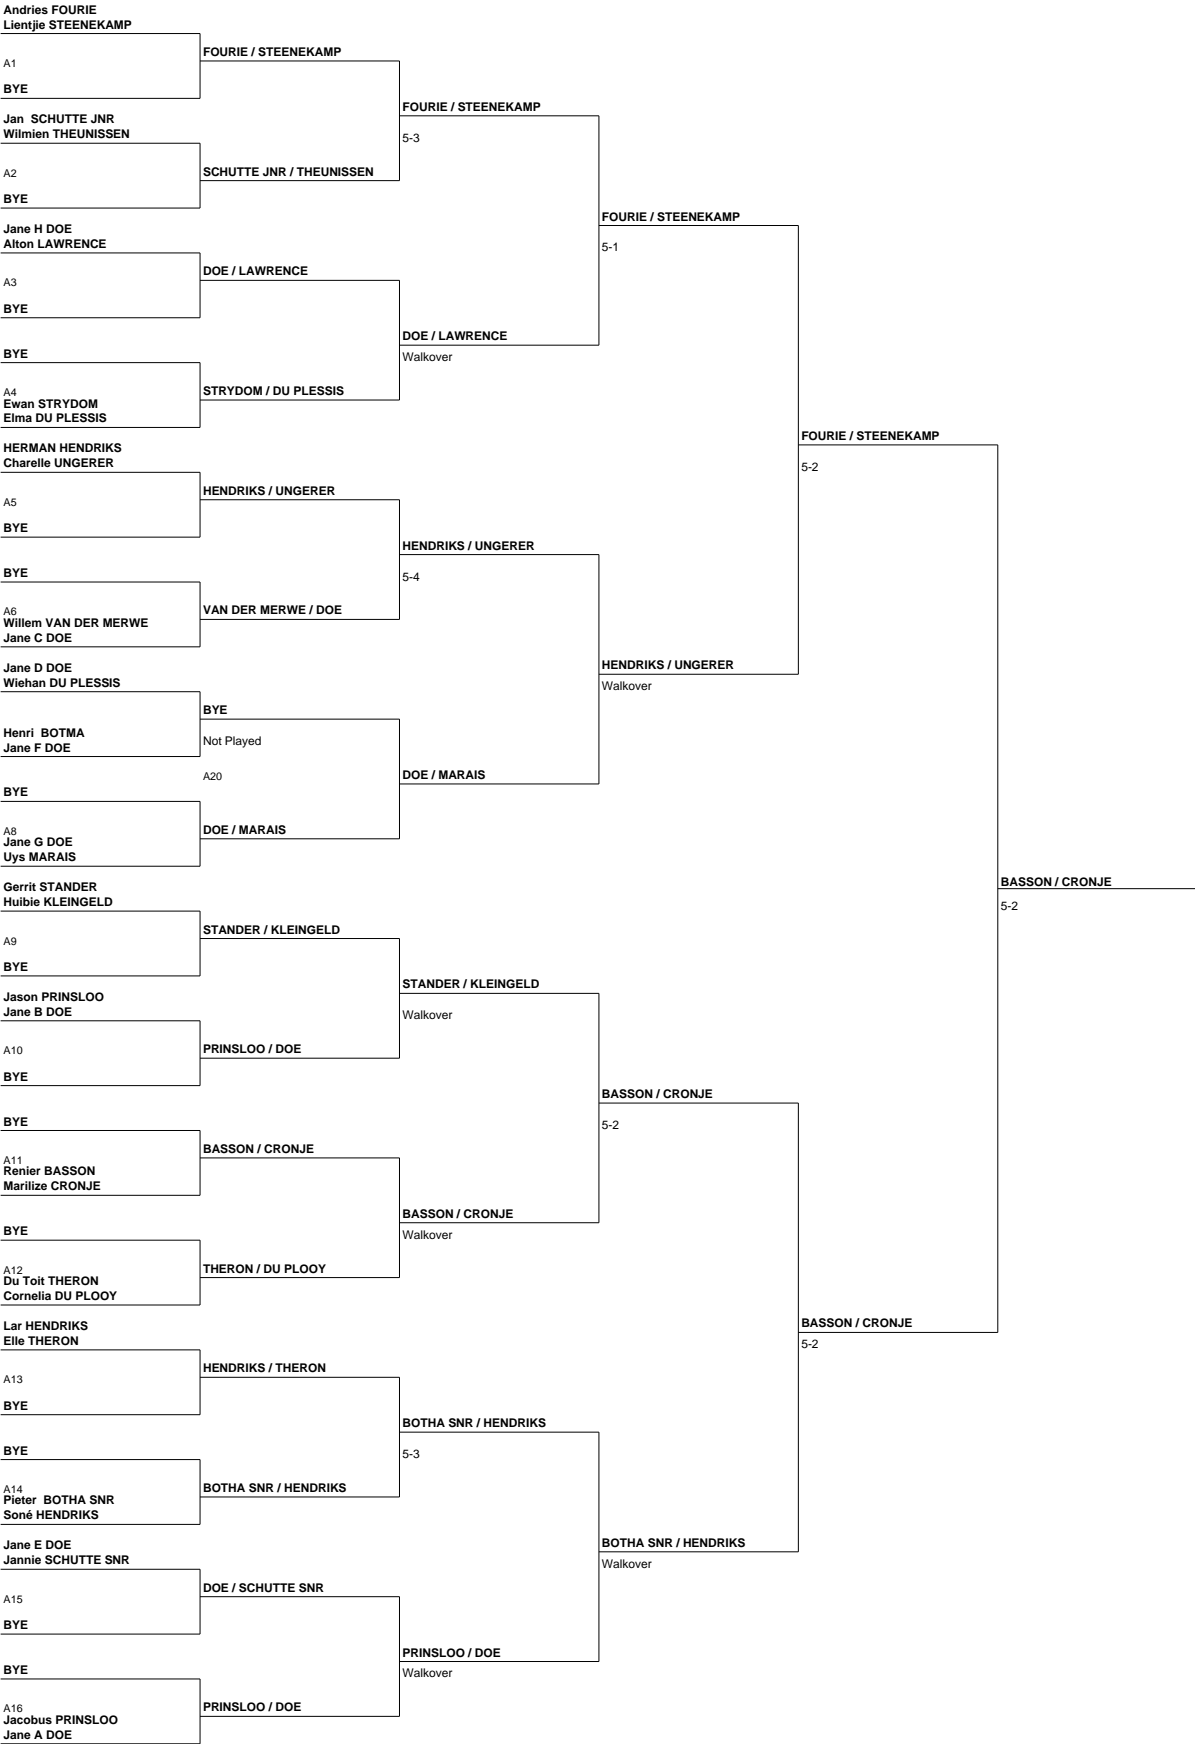 Andries FOURIE
Lientjie STEENEKAMP
FOURIE / STEENEKAMP
A1
BYE
FOURIE / STEENEKAMP
Jan  SCHUTTE JNR
Wilmien THEUNISSEN
5-3
A2
SCHUTTE JNR / THEUNISSEN
BYE
FOURIE / STEENEKAMP
Jane H DOE
Alton LAWRENCE
5-1
DOE / LAWRENCE
A3
BYE
DOE / LAWRENCE
BYE
Walkover
A4
STRYDOM / DU PLESSIS
Ewan STRYDOM
Elma DU PLESSIS
FOURIE / STEENEKAMP
HERMAN HENDRIKS
Charelle UNGERER
5-2
HENDRIKS / UNGERER
A5
BYE
HENDRIKS / UNGERER
BYE
5-4
A6
VAN DER MERWE / DOE
Willem VAN DER MERWE
Jane C DOE
HENDRIKS / UNGERER
Jane D DOE
Wiehan DU PLESSIS
Walkover
BYE
Henri  BOTMA
Not Played
Jane F DOE
A20
DOE / MARAIS
BYE
A8
DOE / MARAIS
Jane G DOE
Uys MARAIS
BASSON / CRONJE
Gerrit STANDER
Huibie KLEINGELD
5-2
STANDER / KLEINGELD
A9
BYE
STANDER / KLEINGELD
Jason PRINSLOO
Jane B DOE
Walkover
A10
PRINSLOO / DOE
BYE
BASSON / CRONJE
BYE
5-2
BASSON / CRONJE
A11
Renier BASSON
Marilize CRONJE
BASSON / CRONJE
BYE
Walkover
A12
THERON / DU PLOOY
Du Toit THERON
Cornelia DU PLOOY
BASSON / CRONJE
Lar HENDRIKS
Elle THERON
5-2
HENDRIKS / THERON
A13
BYE
BOTHA SNR / HENDRIKS
BYE
5-3
A14
BOTHA SNR / HENDRIKS
Pieter  BOTHA SNR
Soné HENDRIKS
BOTHA SNR / HENDRIKS
Jane E DOE
Jannie SCHUTTE SNR
Walkover
DOE / SCHUTTE SNR
A15
BYE
PRINSLOO / DOE
BYE
Walkover
A16
PRINSLOO / DOE
Jacobus PRINSLOO
Jane A DOE